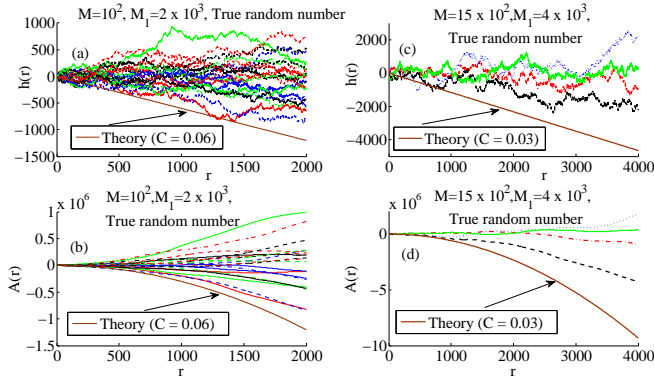 M=10², M₁=2 x 10³, True random number
(a)
h(r)
1000
500
0
−500
−1000
−1500
Theory (C = 0.06)
0 500 1000 1500 2000
r
M=15 x 10²,M₁=4 x 10³,
True random number
(c)
h(r)
2000
0
−2000
−4000
Theory (C = 0.03)
0 1000 2000 3000 4000
r
x 10⁶
M=10²,M₁=2 x 10³,
True random number
(b)
A(r)
1
0.5
0
−0.5
−1
−1.5
Theory (C = 0.06)
0 500 1000 1500 2000
r
x 10⁶
M=15 x 10²,M₁=4 x 10³,
True random number
(d)
A(r)
0
−5
−10
Theory (C = 0.03)
0 1000 2000 3000 4000
r